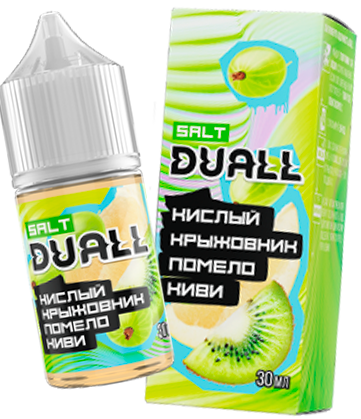 SALT
DUALL
КИСЛЫЙ
КРЫЖОВНИК
ПОМЕЛО
КИВИ
SALT
DUALL
КИСЛЫЙ
КРЫЖОВНИК
ПОМЕЛО
КИВИ
30 МЛ